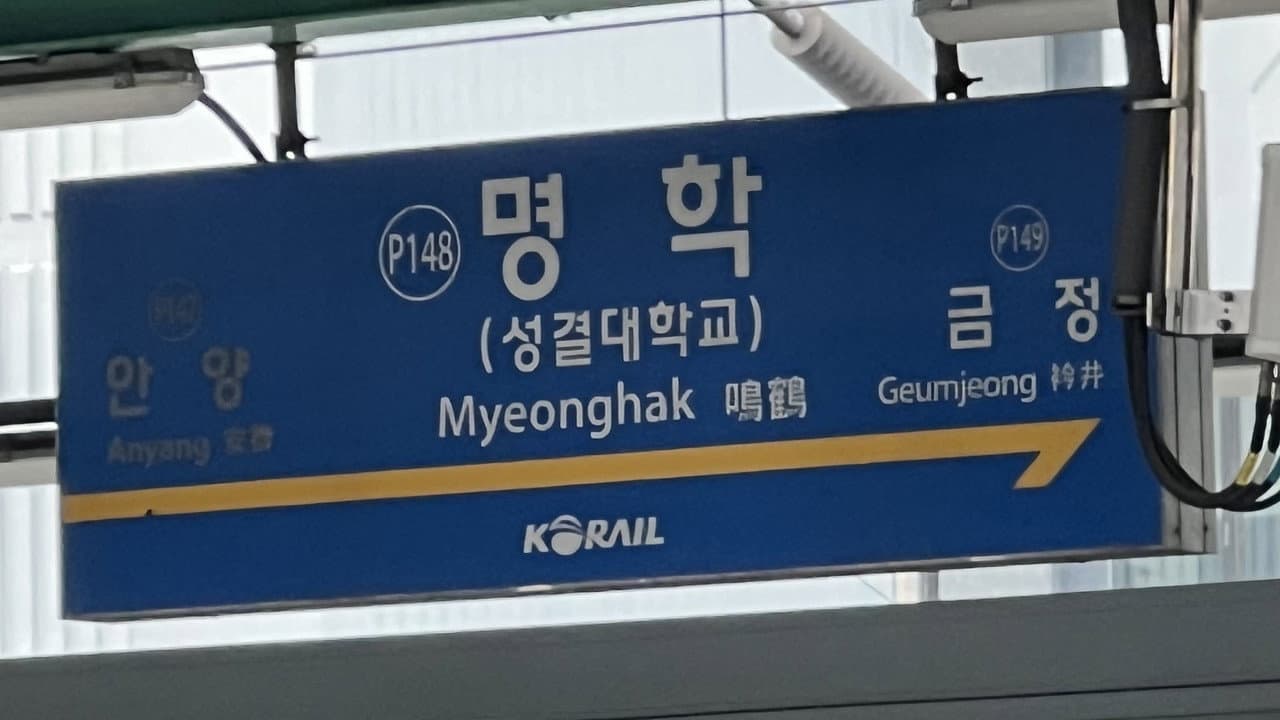 P148 명 학
(성결대학교)
Myeonghak 鳴鶴
P147
안 양
Anyang 安養
P149
금 정
Geumjeong 衿井
KORAIL